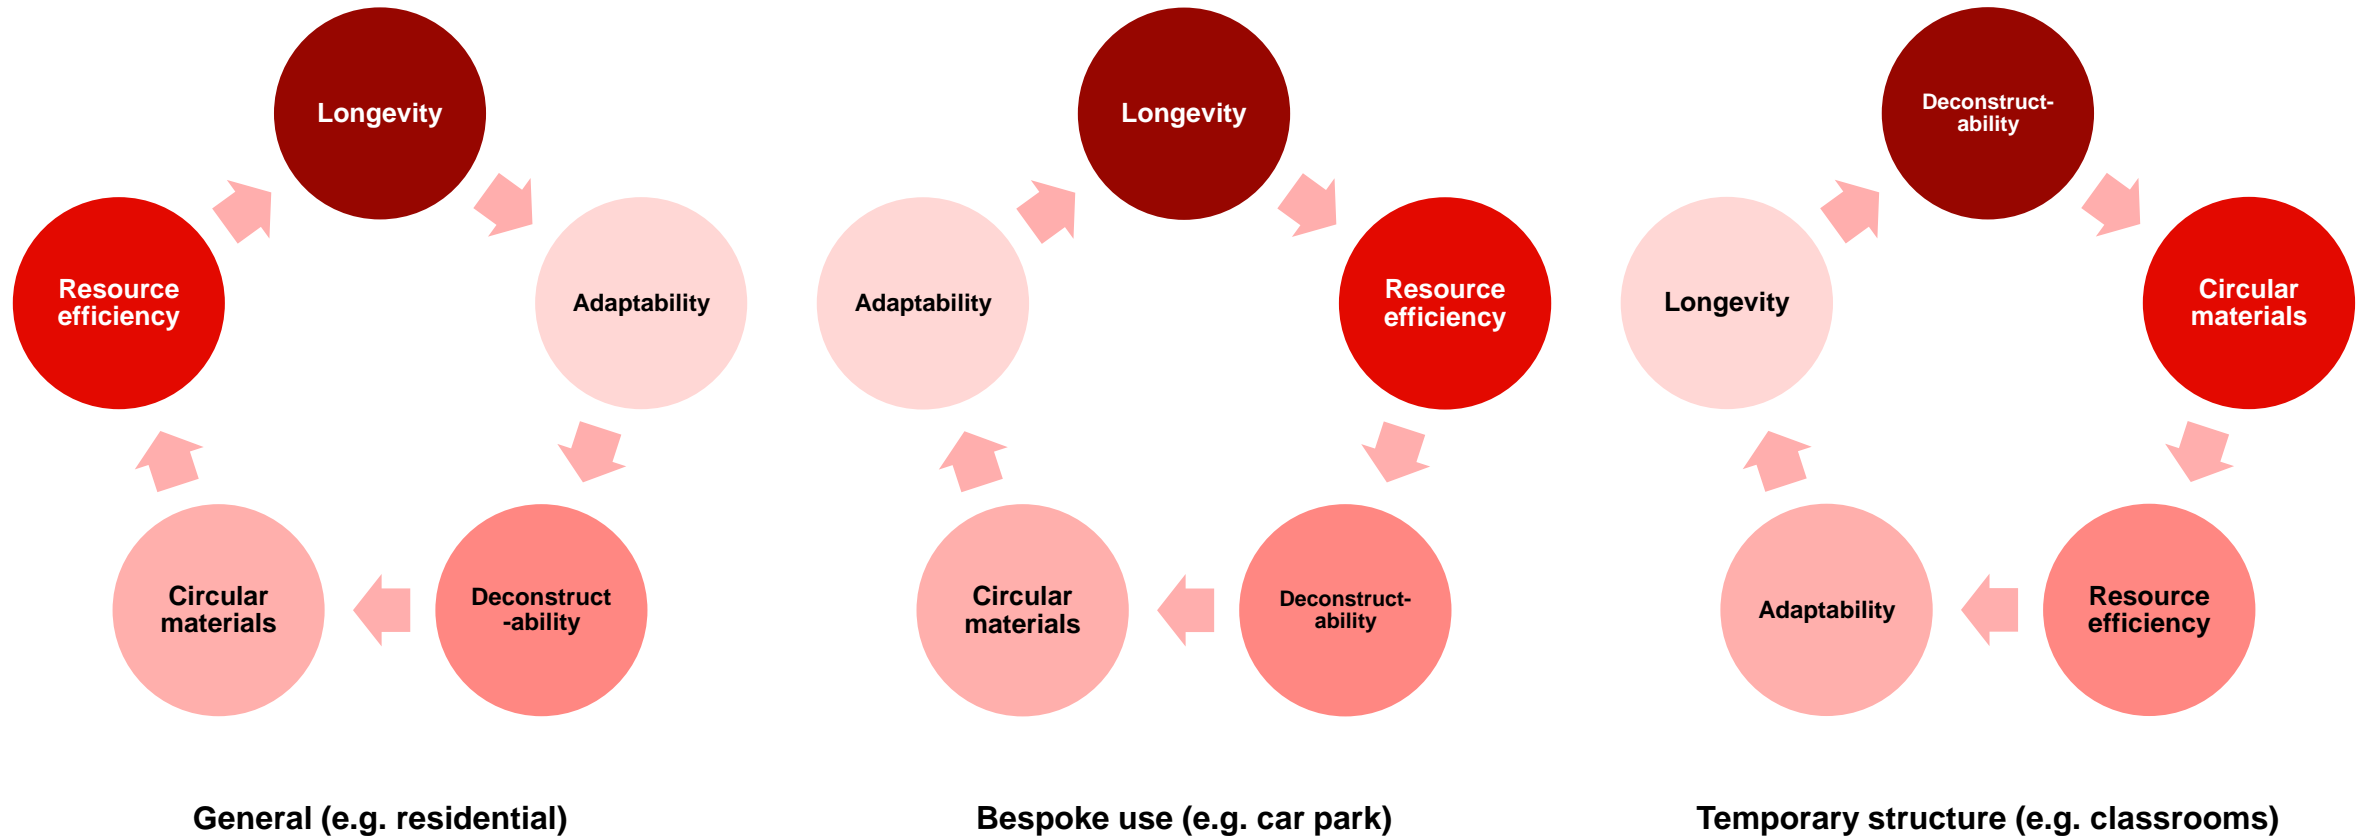 Longevity
Adaptability
Deconstruct
-ability
Circular
materials
Resource
efficiency
General (e.g. residential)
Longevity
Resource
efficiency
Deconstruct-
ability
Circular
materials
Adaptability
Bespoke use (e.g. car park)
Deconstruct-
ability
Circular
materials
Resource
efficiency
Adaptability
Longevity
Temporary structure (e.g. classrooms)